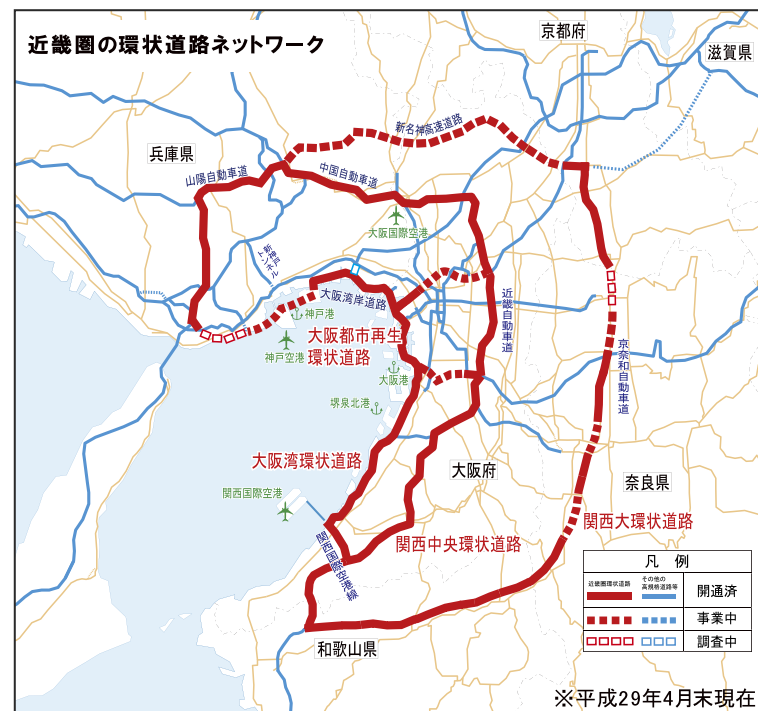 近畿圏の環状道路ネットワーク
京都府
滋賀県
兵庫県
新名神高速道路
山陽自動車道
中国自動車道
大阪国際空港
新神戸
トンネル
大阪湾岸道路
近畿自動車道
神戸港
大阪都市再生
環状道路
神戸空港
大阪港
京奈和自動車道
堺泉北港
大阪湾環状道路
大阪府
奈良県
関西国際空港
関西大環状道路
関西国際空港線
関西中央環状道路
凡 例
近畿圏環状道路
その他の
高規格道路等
開通済
事業中
調査中
和歌山県
※平成29年4月末現在